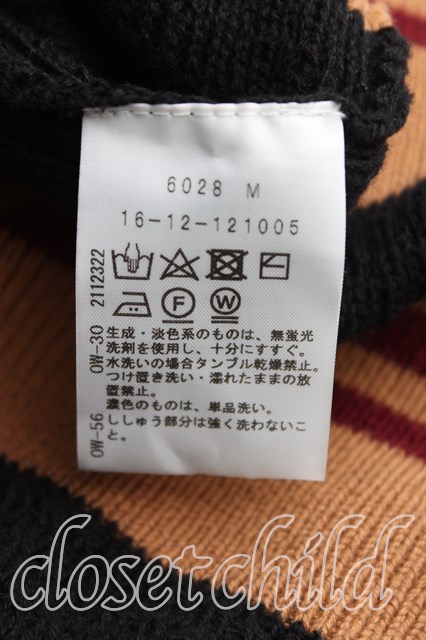 6028 M
16-12-121005
2112322
F
W
OW-30
生成・淡色系のものは、無蛍光
洗剤を使用し、十分にすすぐ。
水洗いの場合タンブル乾燥禁止。
つけ置き洗い・濡れたままの放
置禁止。
濃色のものは、単品洗い。
OW-56
ししゅう部分は強く洗わないこ
と。
closet child